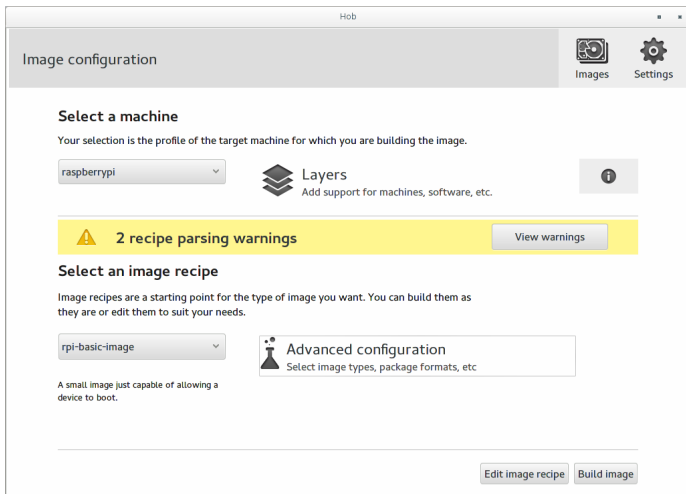 Hob
Image configuration
Images
Settings
Select a machine
Your selection is the profile of the target machine for which you are building the image.
raspberrypi
Layers
Add support for machines, software, etc.
2 recipe parsing warnings
View warnings
Select an image recipe
Image recipes are a starting point for the type of image you want. You can build them as
they are or edit them to suit your needs.
rpi-basic-image
Advanced configuration
Select image types, package formats, etc
A small image just capable of allowing a
device to boot.
Edit image recipe
Build image